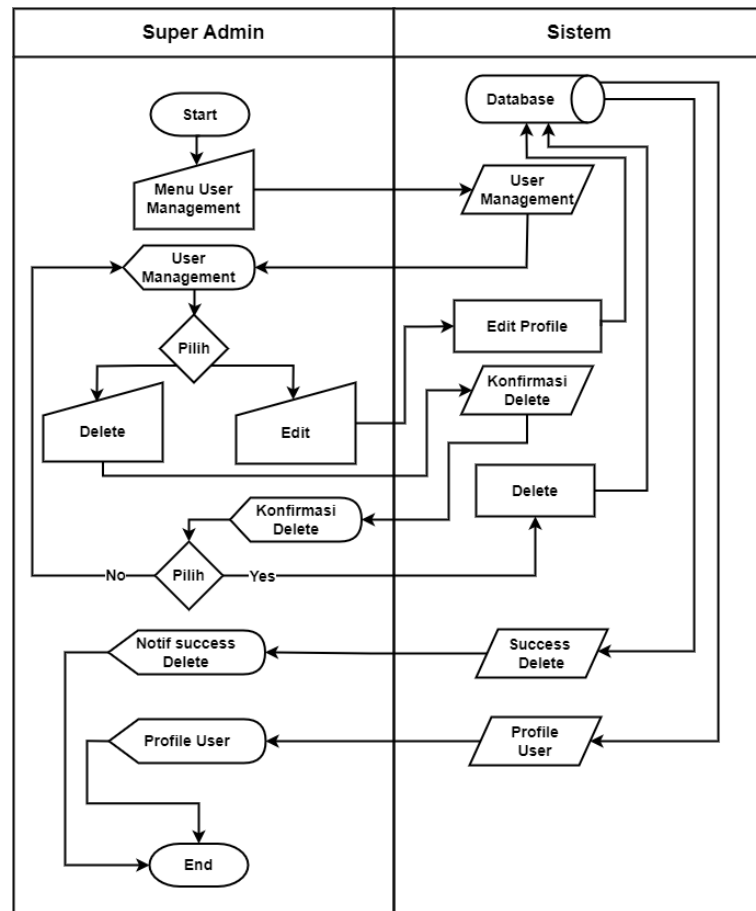 Super Admin
Sistem
Start
Database
Menu User
Management
User
Management
User
Management
Pilih
Edit Profile
Delete
Edit
Konfirmasi
Delete
Delete
Konfirmasi
Delete
No
Pilih
Yes
Notif success
Delete
Success
Delete
Profile User
Profile
User
End